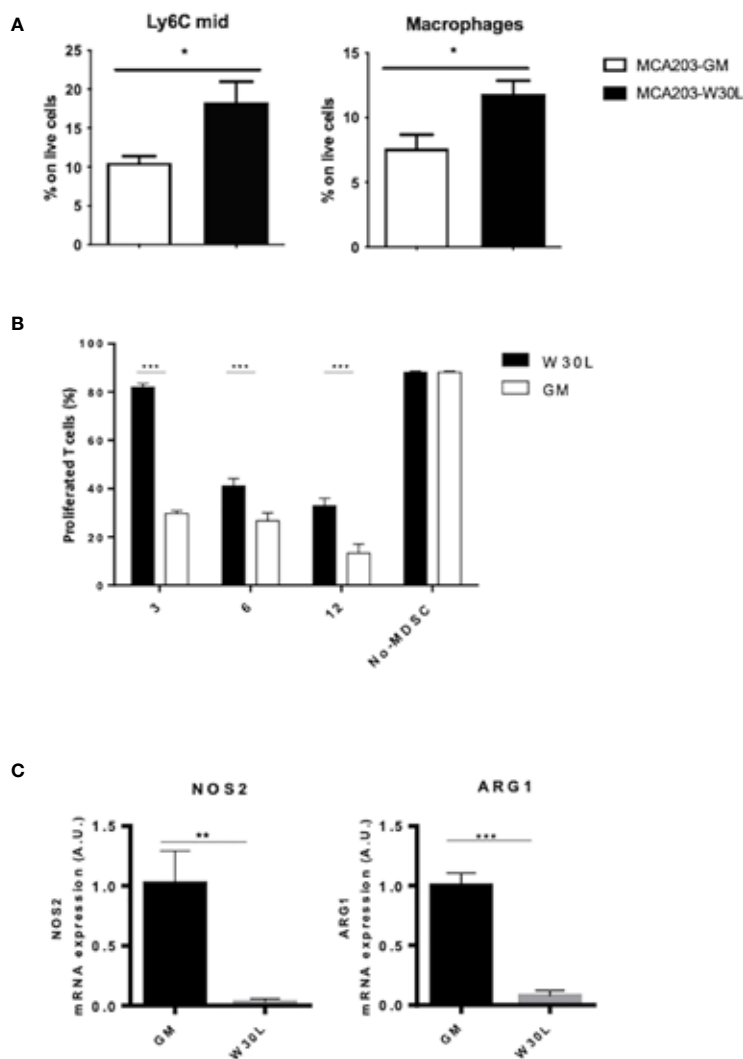 A
Ly6C mid
*
% on live cells
25
20
15
10
5
0
Macrophages
*
% on live cells
15
10
5
0
MCA203-GM
MCA203-W30L
B
Proliferated T cells (%)
100
80
60
40
20
0
***
***
***
3
6
12
No-MDSC
W30L
GM
C
NOS2
NOS2
mRNA expression (A.U.)
1.5
1.0
0.5
0.0
**
GM
W30L
ARG1
ARG1
mRNA expression (A.U.)
1.5
1.0
0.5
0.0
***
GM
W30L